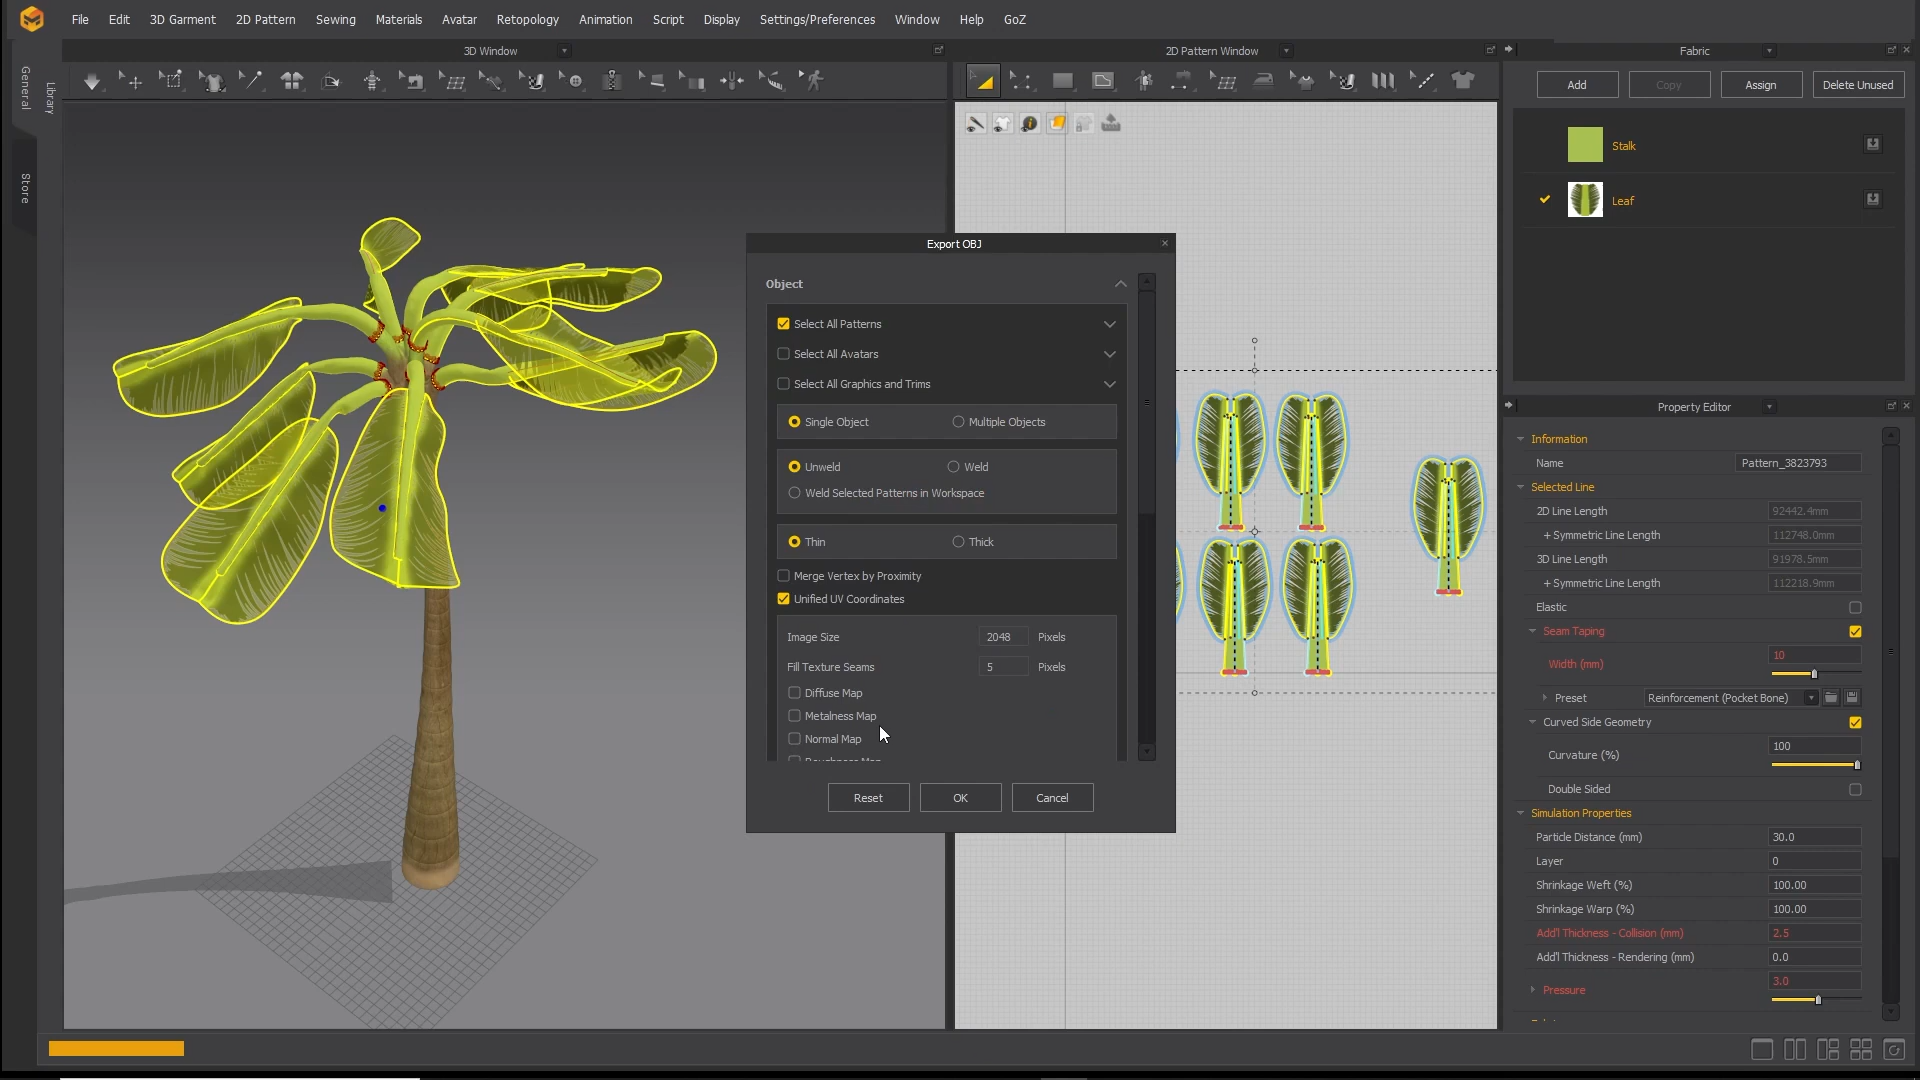 File Edit 3D Garment 2D Pattern Sewing Materials Avatar Retopology Animation Script Display Settings/Preferences Window Help GoZ
3D Window
2D Pattern Window
Fabric
General
Library
Store
Add Copy Assign Delete Unused
Stalk
Leaf
Export OBJ
Object
Select All Patterns
Select All Avatars
Select All Graphics and Trims
Single Object Multiple Objects
Unweld Weld
Weld Selected Patterns in Workspace
Thin Thick
Merge Vertex by Proximity
Unified UV Coordinates
Image Size 2048 Pixels
Fill Texture Seams 5 Pixels
Diffuse Map
Metalness Map
Normal Map
Roughness Map
Reset OK Cancel
Property Editor
Information
Name Pattern_3823793
Selected Line
2D Line Length 92442.4mm
+ Symmetric Line Length 112748.0mm
3D Line Length 91978.5mm
+ Symmetric Line Length 112218.9mm
Elastic
Seam Taping
Width (mm) 10
Preset Reinforcement (Pocket Bone)
Curved Side Geometry
Curvature (%) 100
Double Sided
Simulation Properties
Particle Distance (mm) 30.0
Layer 0
Shrinkage Weft (%) 100.00
Shrinkage Warp (%) 100.00
Add'l Thickness - Collision (mm) 2.5
Add'l Thickness - Rendering (mm) 0.0
Pressure 3.0